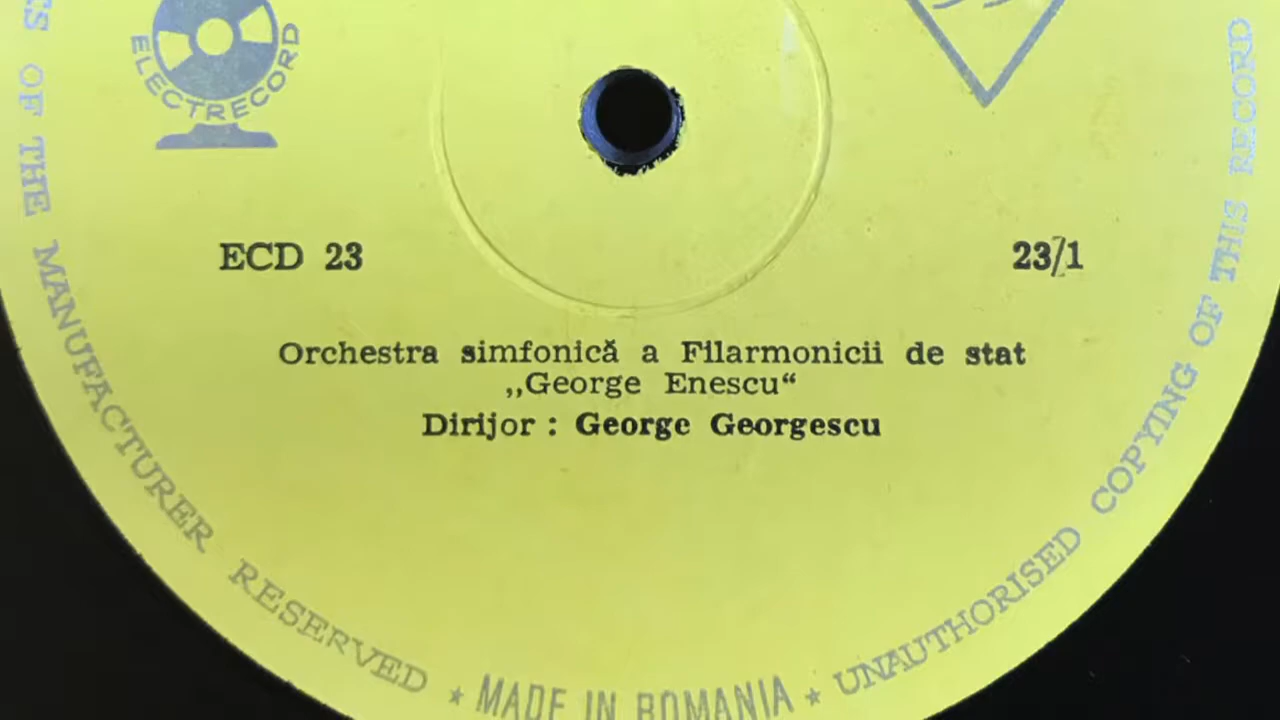 ELECTRECORD
ECD 23
23/1
Orchestra simfonică a Filarmonicii de stat
„George Enescu“
Dirijor : George Georgescu
OF THE MANUFACTURER RESERVED ★ MADE IN ROMANIA ★ UNAUTHORISED COPYING OF THIS RECORD